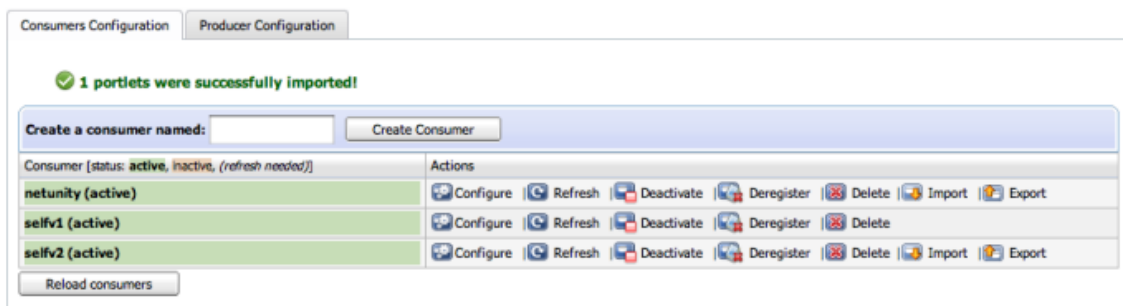 Consumers Configuration Producer Configuration
1 portlets were successfully imported!
Create a consumer named: Create Consumer
Consumer [status: active, inactive, (refresh needed)] Actions
netunity (active) Configure | Refresh | Deactivate | Deregister | Delete | Import | Export
selfv1 (active) Configure | Refresh | Deactivate | Deregister | Delete
selfv2 (active) Configure | Refresh | Deactivate | Deregister | Delete | Import | Export
Reload consumers